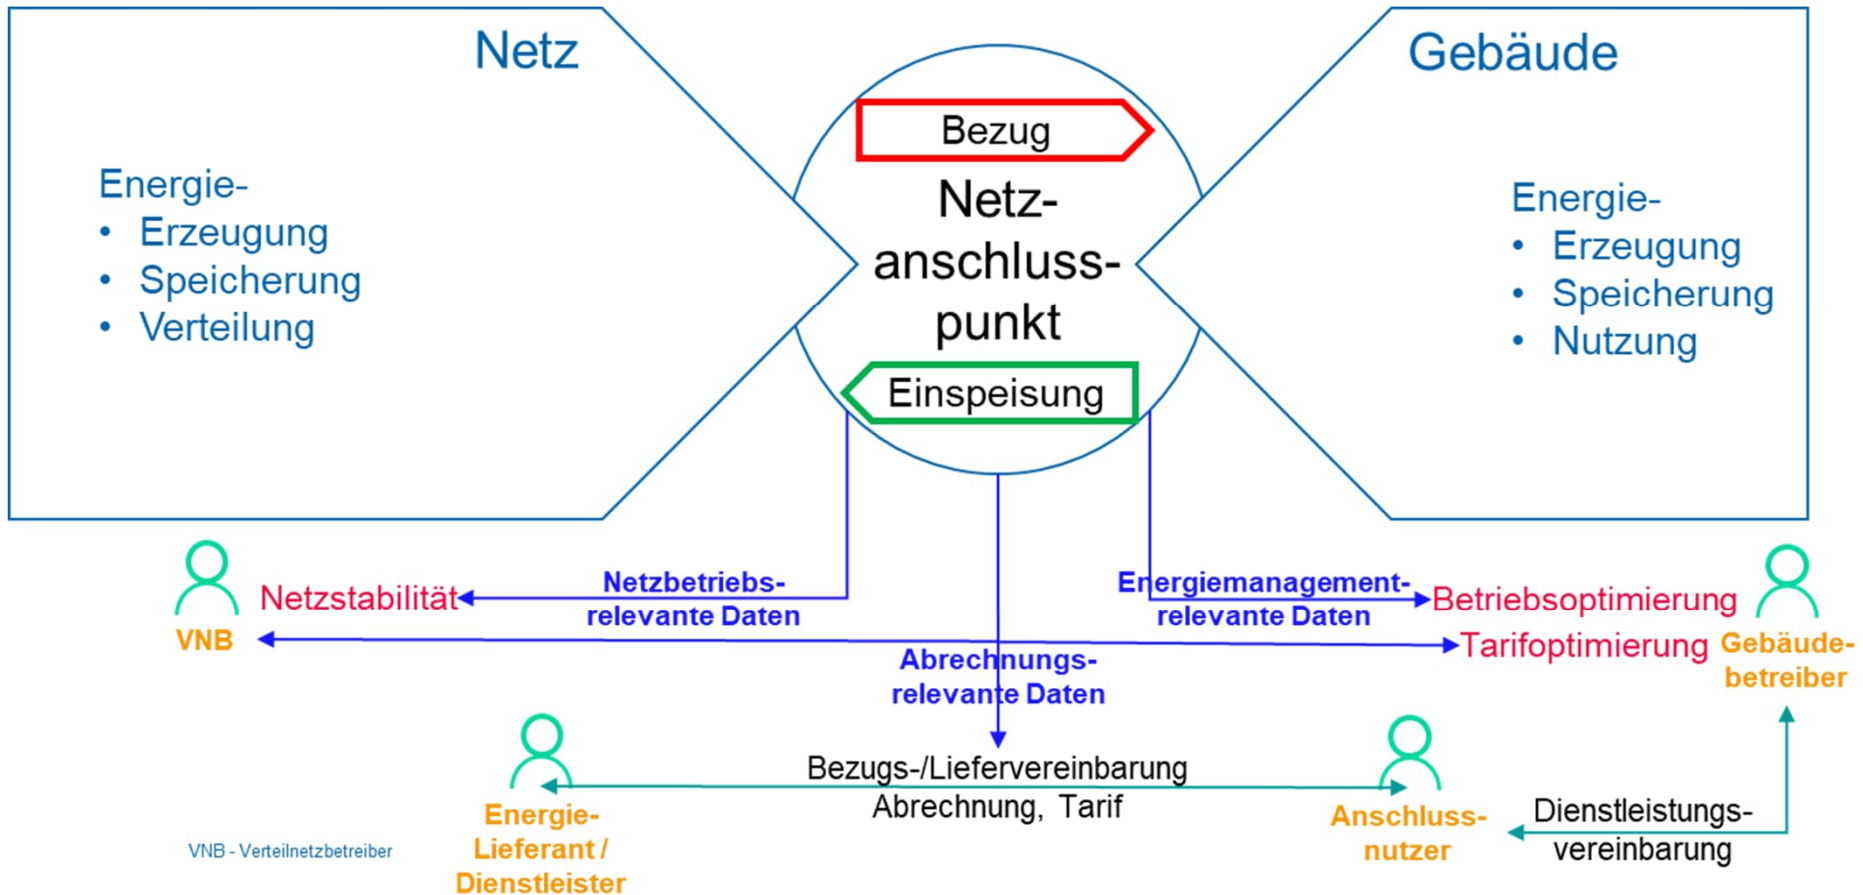 Netz
Energie-
• Erzeugung
• Speicherung
• Verteilung
Bezug
Netz-
anschluss-
punkt
Einspeisung
Gebäude
Energie-
• Erzeugung
• Speicherung
• Nutzung
VNB
Netzstabilität
Netzbetriebs-
relevante Daten
Energiemanagement-
relevante Daten
Betriebsoptimierung
Tarifoptimierung
Gebäude-
betreiber
Abrechnungs-
relevante Daten
Bezugs-/Liefervereinbarung
Abrechnung, Tarif
Energie-
Lieferant /
Dienstleister
Anschluss-
nutzer
Dienstleistungs-
vereinbarung
VNB - Verteilnetzbetreiber